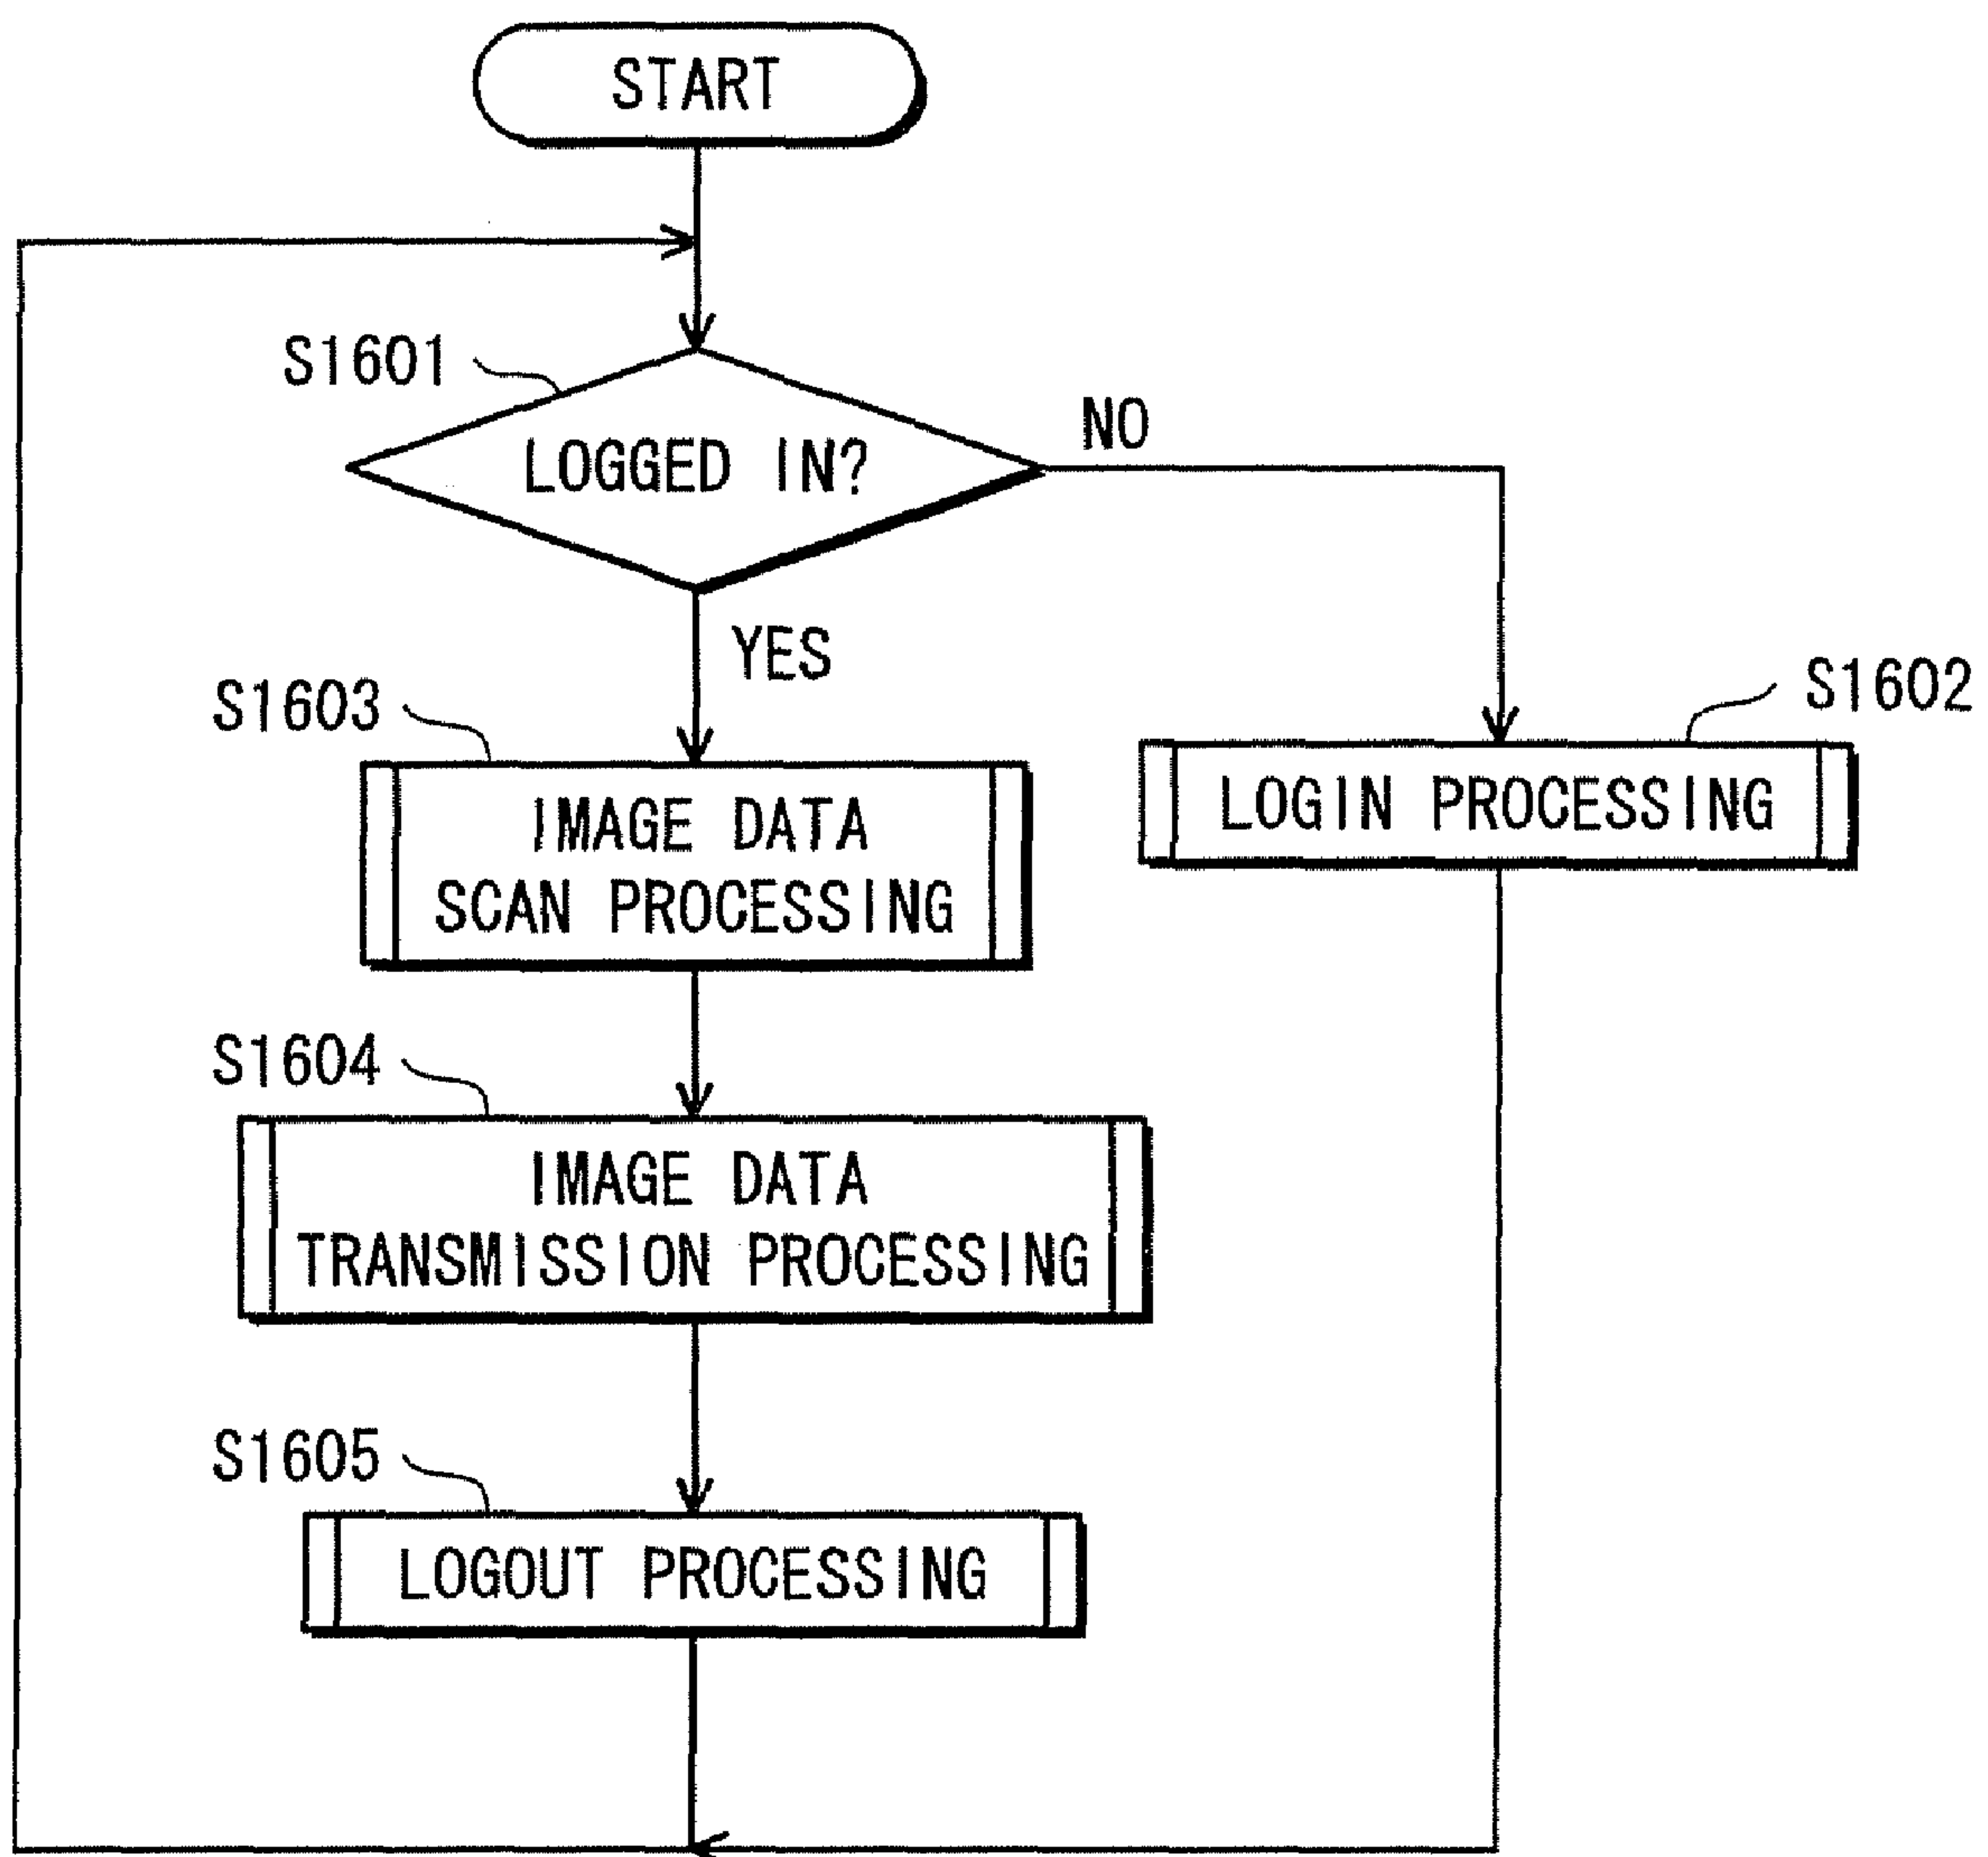 START
S1601
LOGGED IN?
NO
YES
S1603
S1602
IMAGE DATA
SCAN PROCESSING
LOGIN PROCESSING
S1604
IMAGE DATA
TRANSMISSION PROCESSING
S1605
LOGOUT PROCESSING